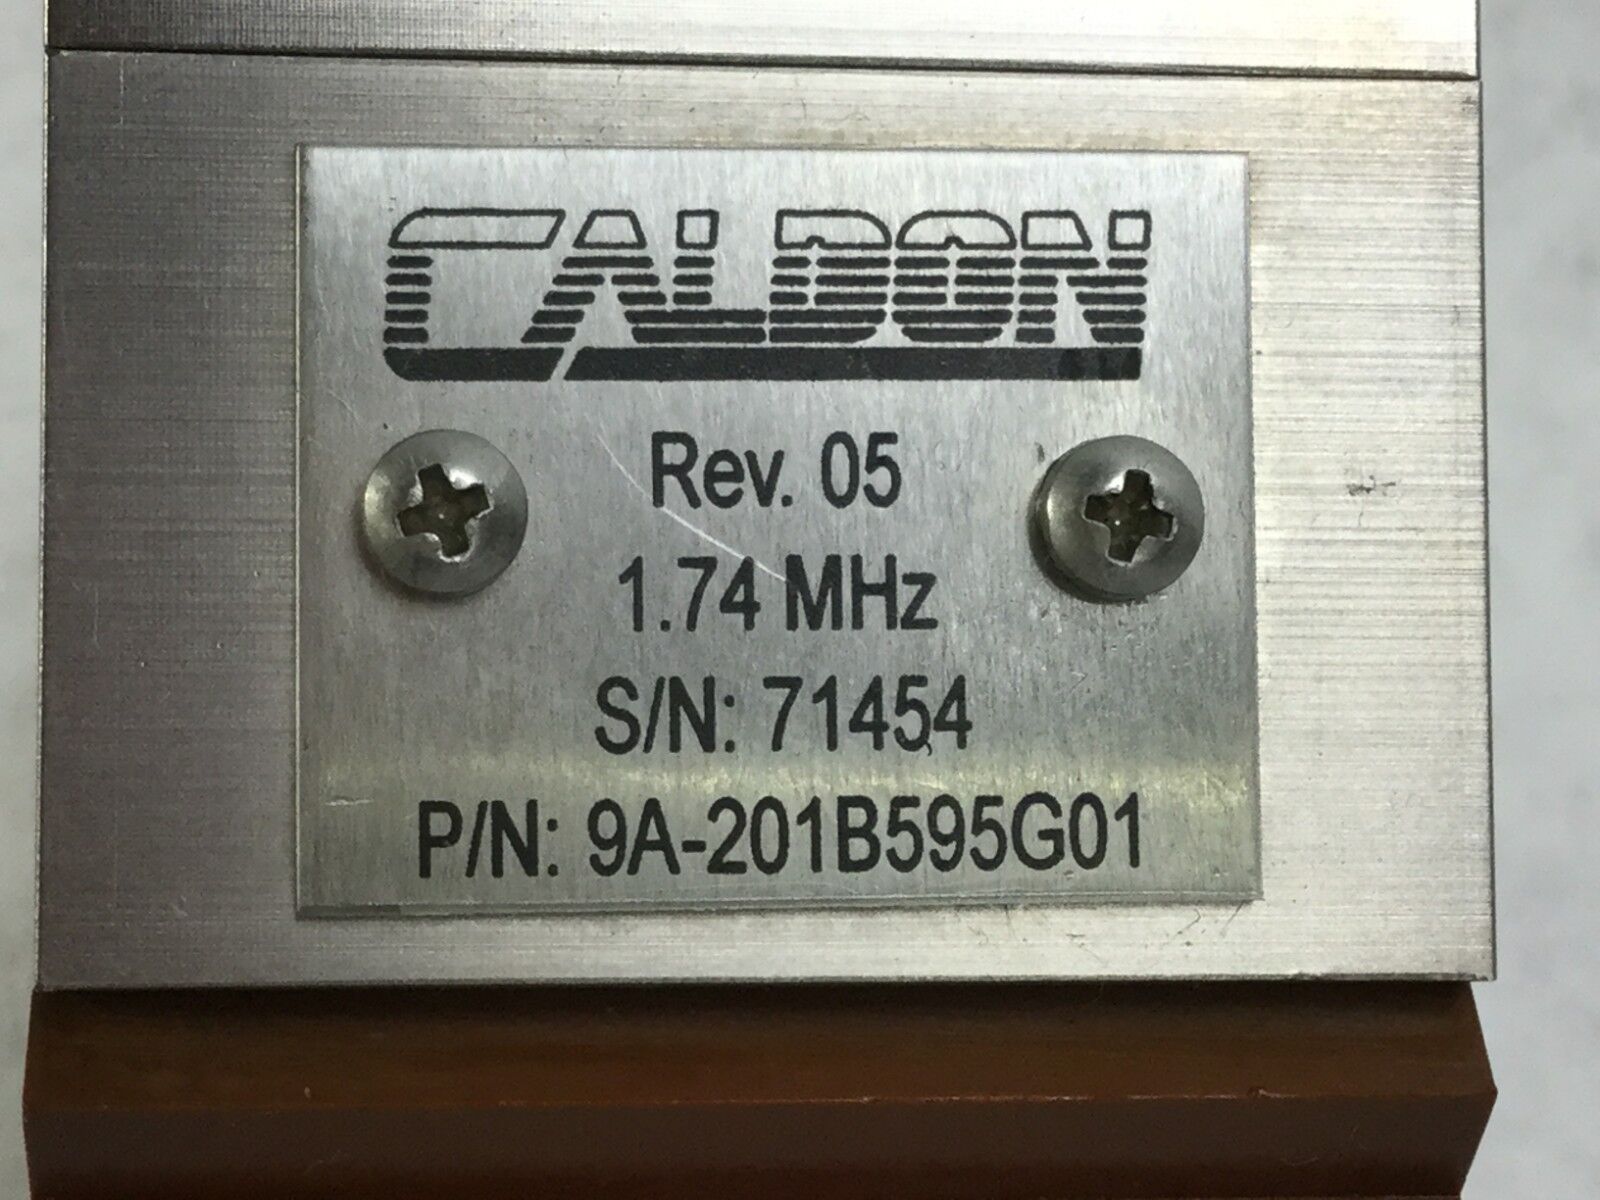 CALDON
Rev. 05
1.74 MHz
S/N: 71454
P/N: 9A-201B595G01